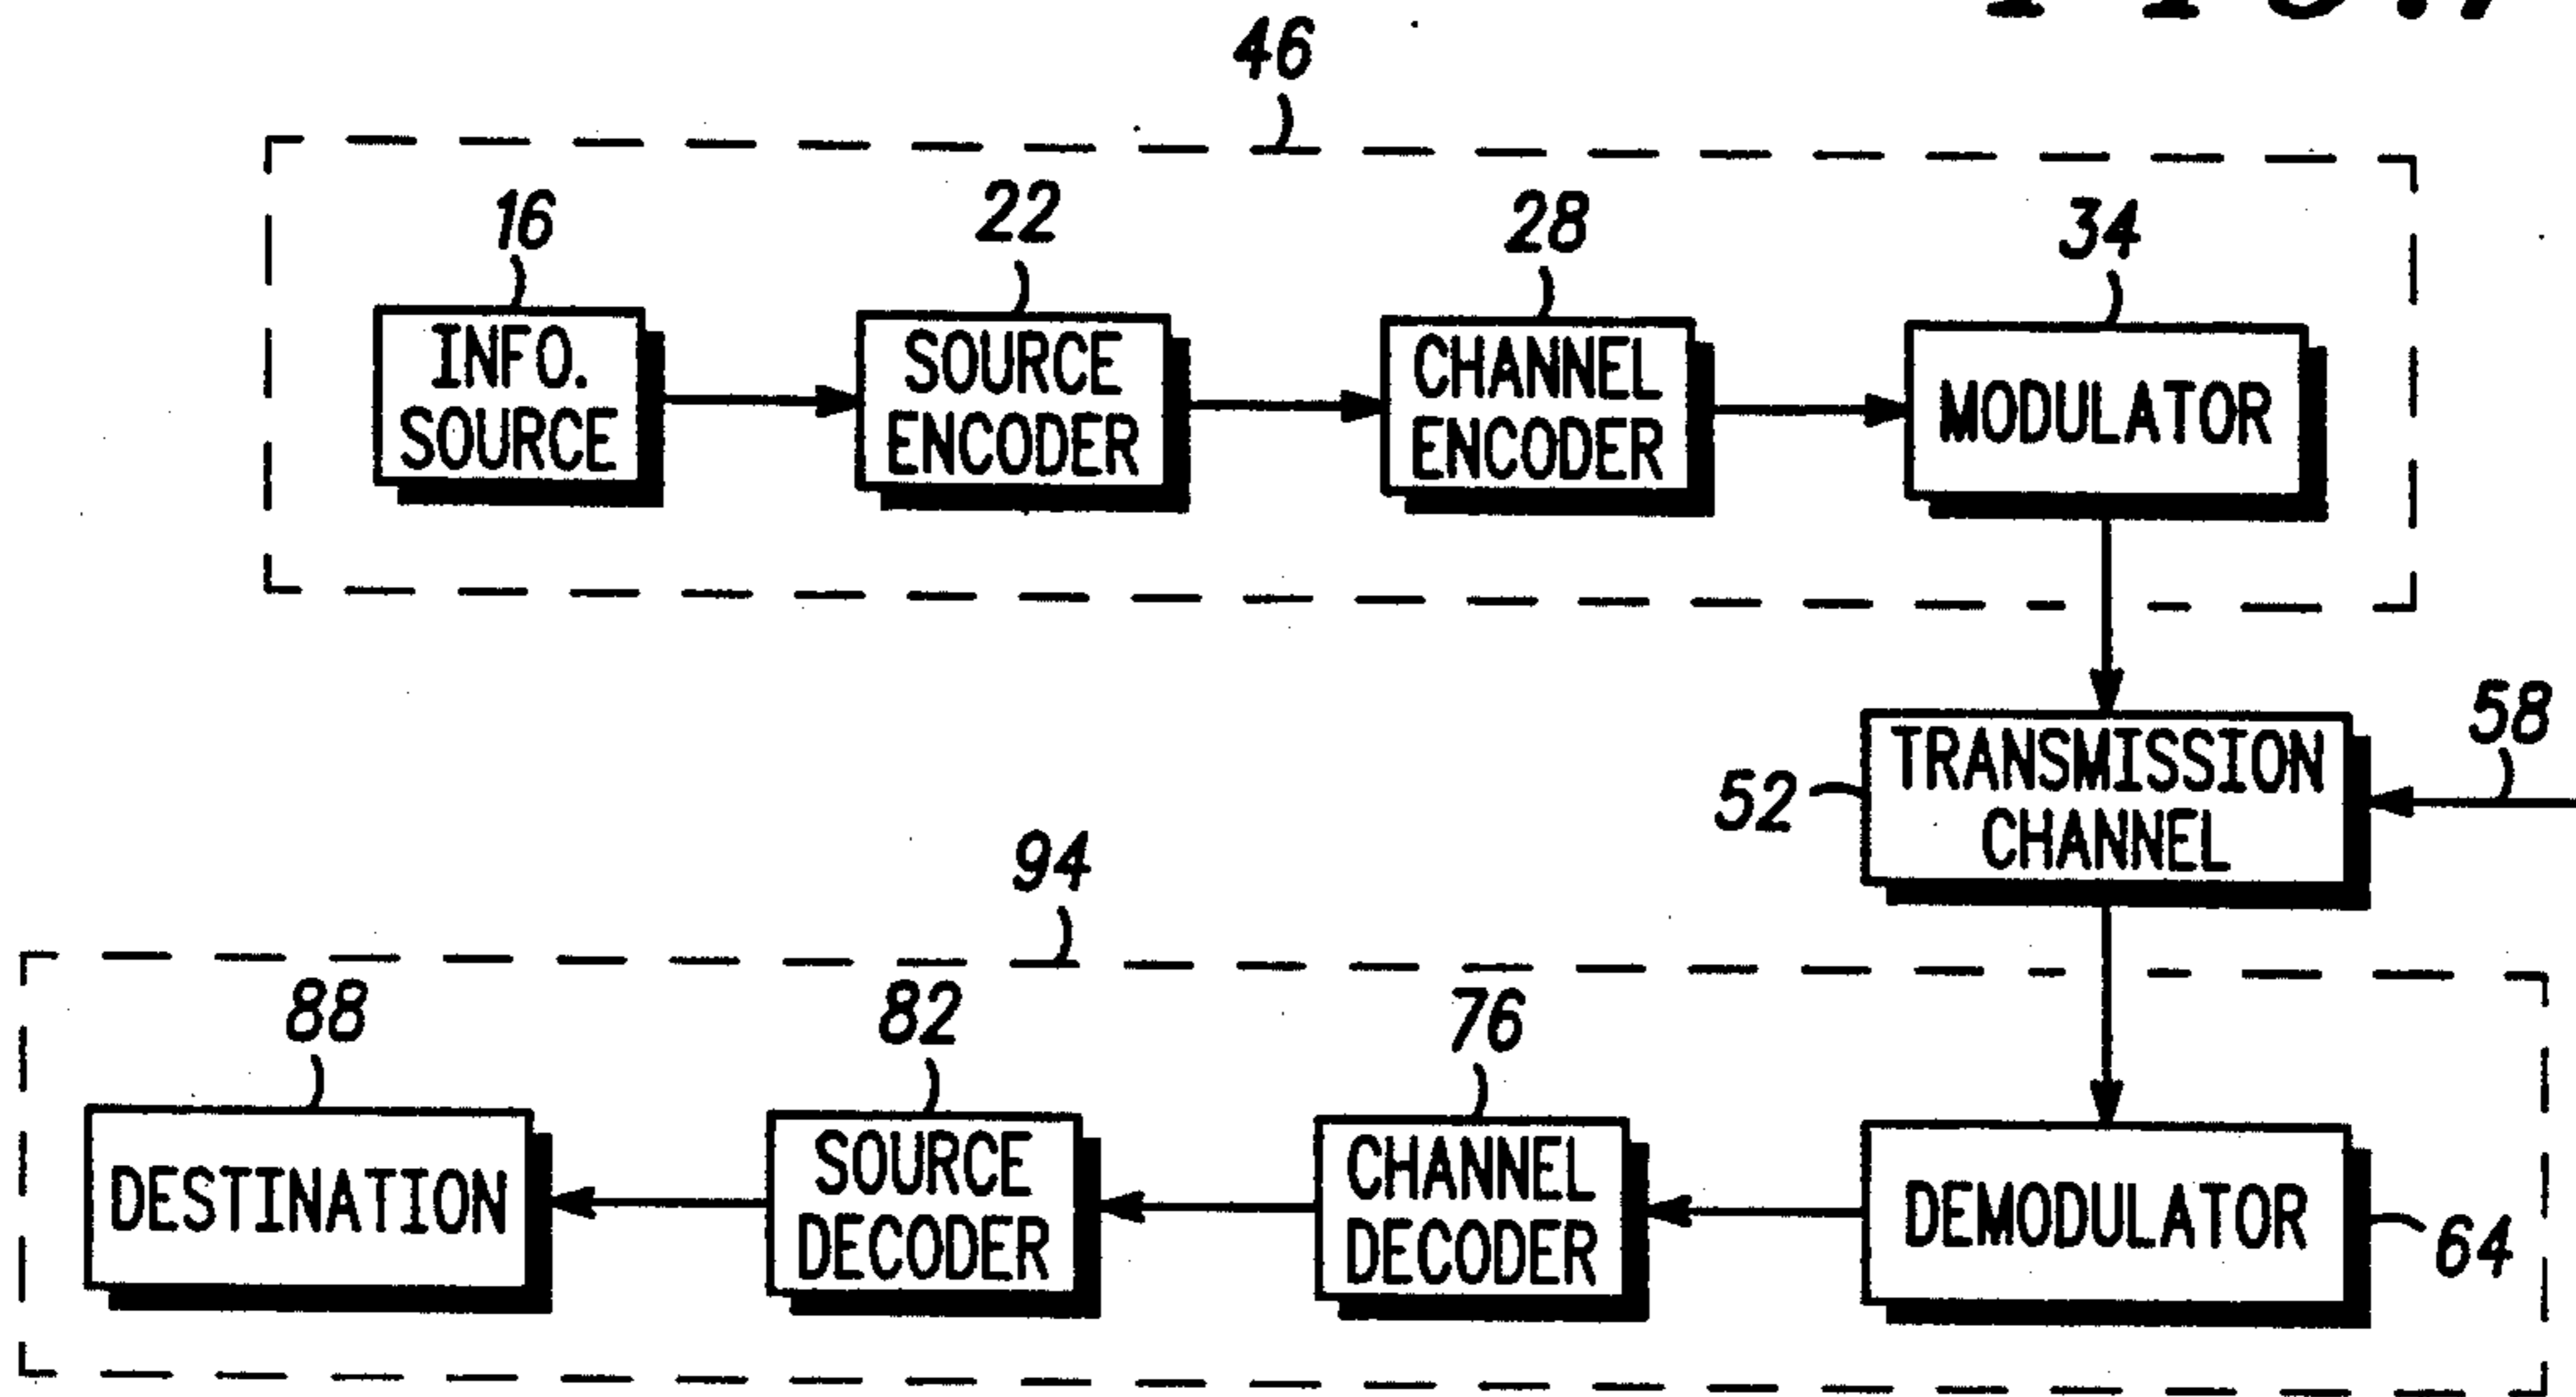 46
16
22
28
34
INFO.
SOURCE
SOURCE
ENCODER
CHANNEL
ENCODER
MODULATOR
58
52
TRANSMISSION
CHANNEL
94
88
82
76
DESTINATION
SOURCE
DECODER
CHANNEL
DECODER
DEMODULATOR
64